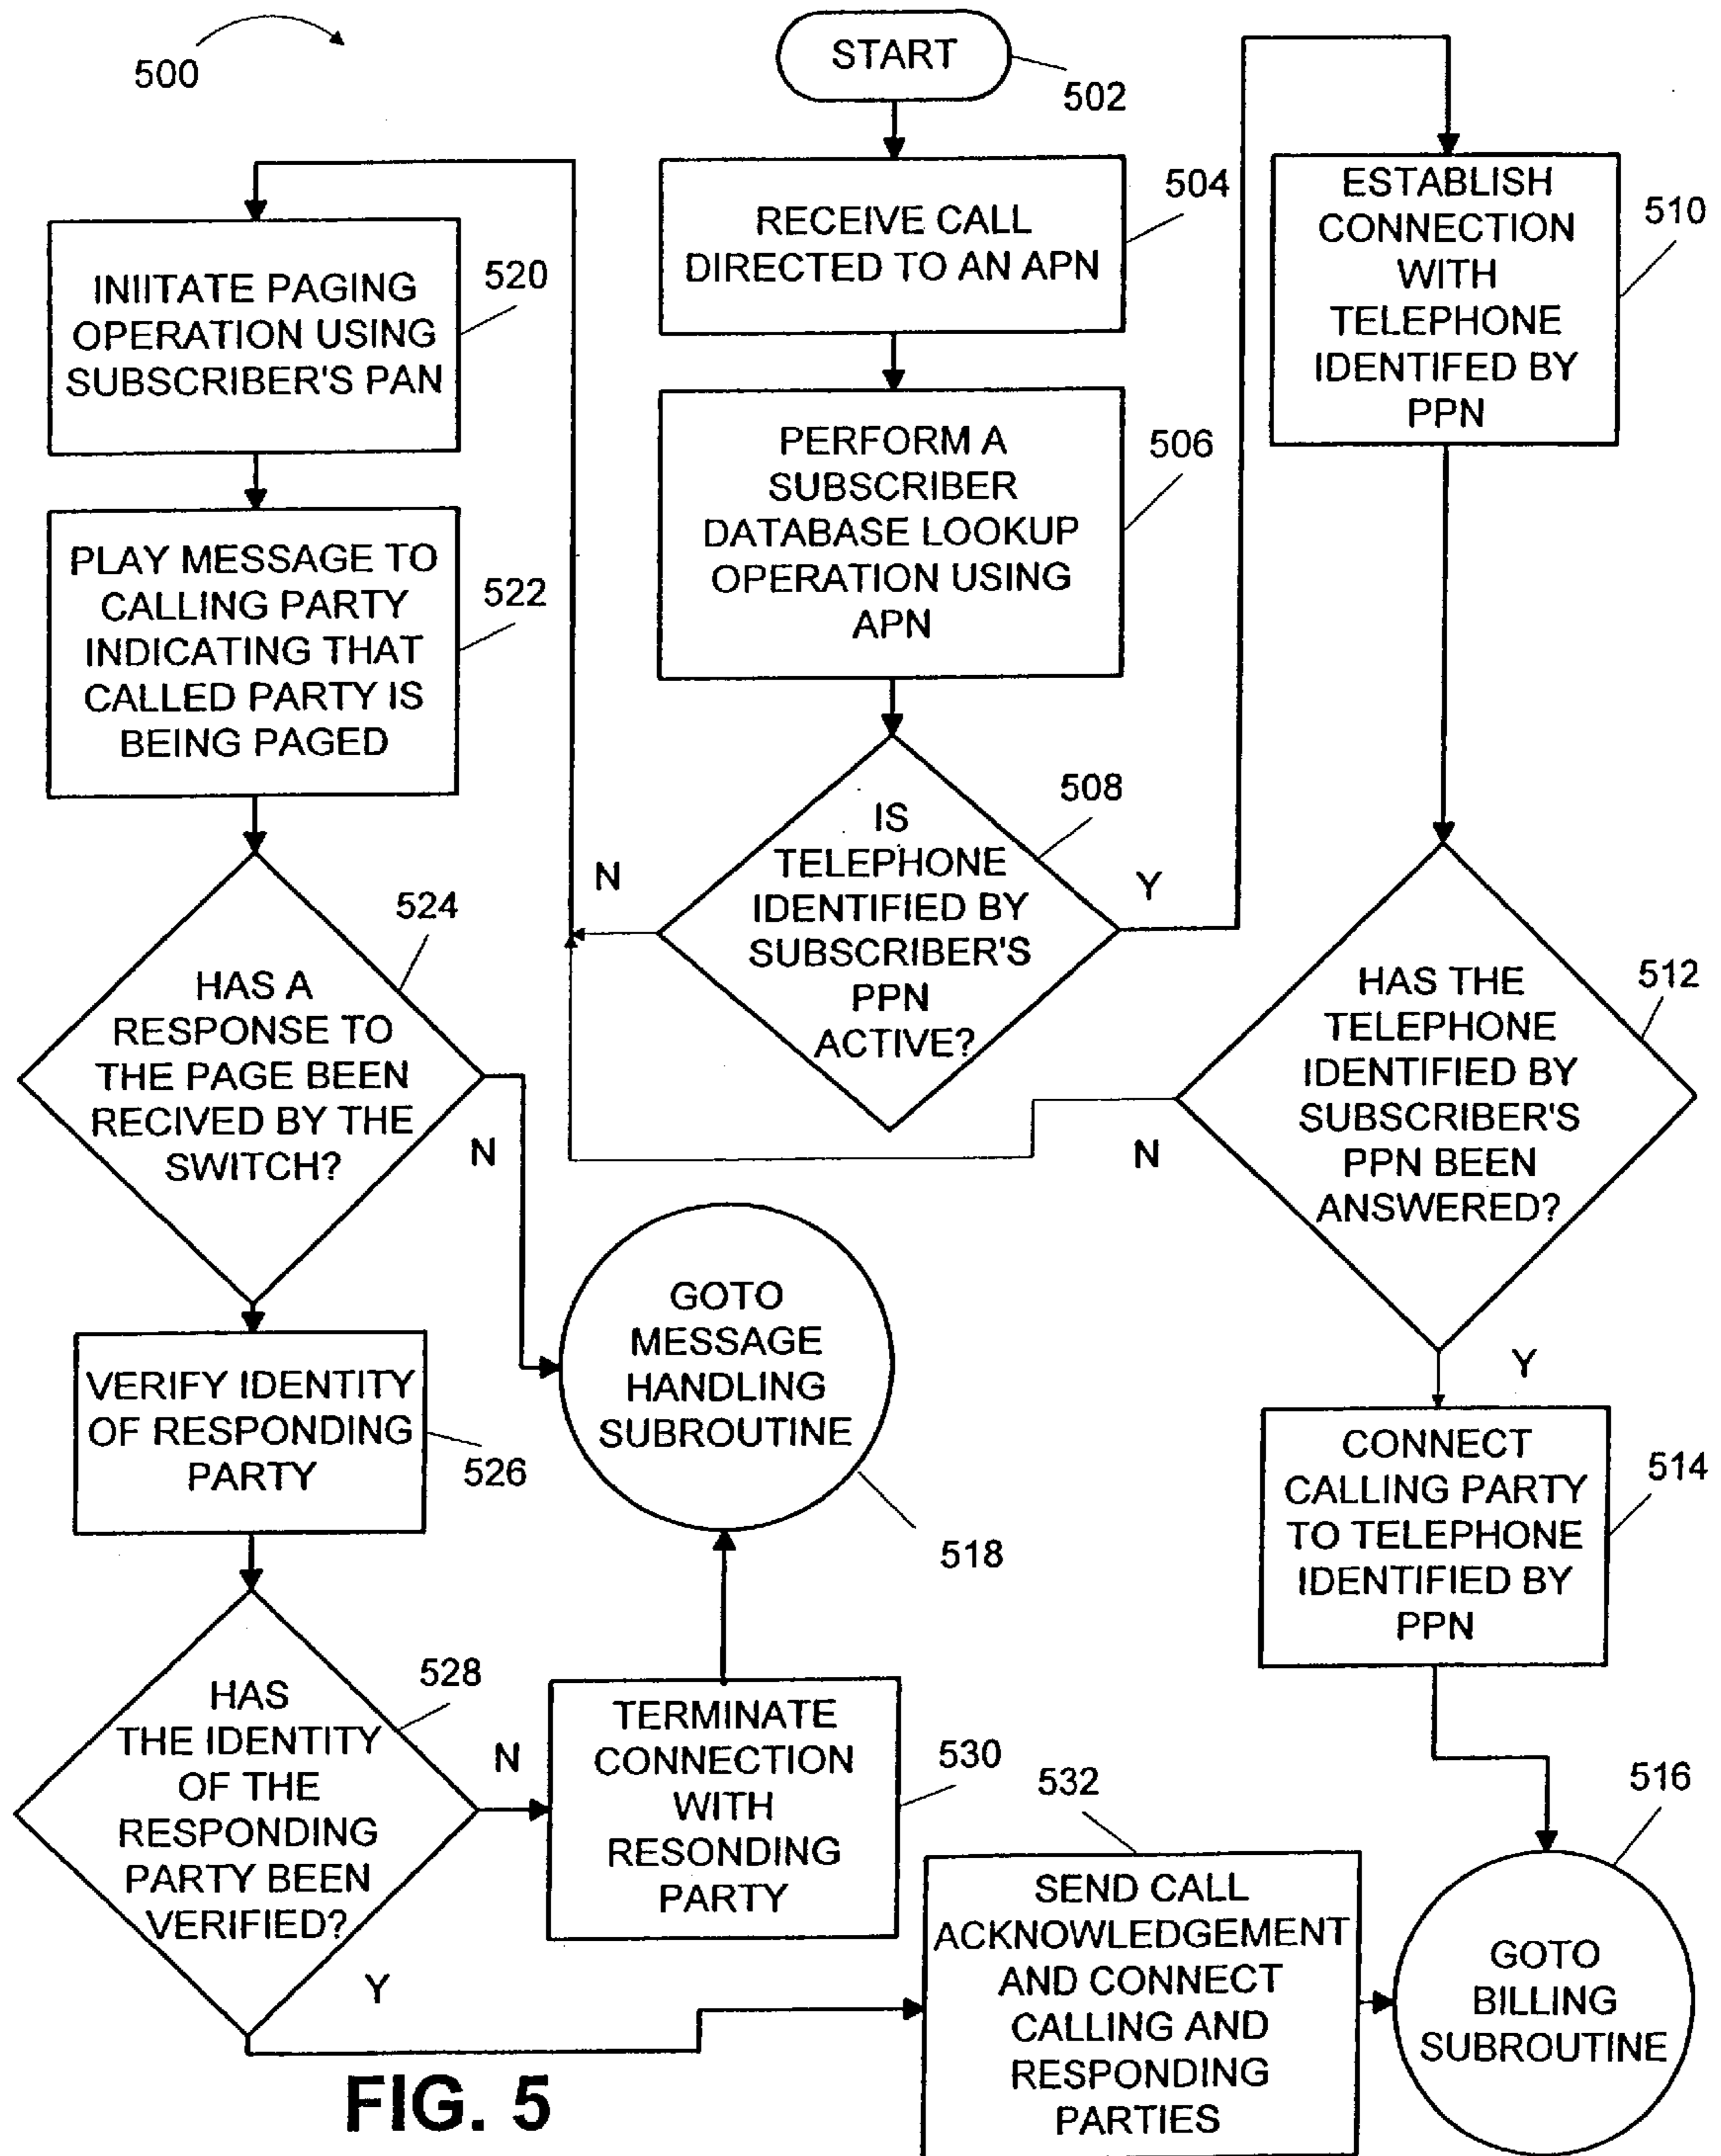 500
START
502
RECEIVE CALL
DIRECTED TO AN APN
504
PERFORM A
SUBSCRIBER
DATABASE LOOKUP
OPERATION USING
APN
506
IS
TELEPHONE
IDENTIFIED BY
SUBSCRIBER'S
PPN
ACTIVE?
508
N
Y
ESTABLISH
CONNECTION
WITH
TELEPHONE
IDENTIFED BY
PPN
510
HAS THE
TELEPHONE
IDENTIFIED BY
SUBSCRIBER'S
PPN BEEN
ANSWERED?
512
N
Y
CONNECT
CALLING PARTY
TO TELEPHONE
IDENTIFIED BY
PPN
514
GOTO
BILLING
SUBROUTINE
516
INIITATE PAGING
OPERATION USING
SUBSCRIBER'S PAN
520
PLAY MESSAGE TO
CALLING PARTY
INDICATING THAT
CALLED PARTY IS
BEING PAGED
522
HAS A
RESPONSE TO
THE PAGE BEEN
RECIVED BY THE
SWITCH?
524
N
GOTO
MESSAGE
HANDLING
SUBROUTINE
518
VERIFY IDENTITY
OF RESPONDING
PARTY
526
HAS
THE IDENTITY
OF THE
RESPONDING
PARTY BEEN
VERIFIED?
528
N
Y
TERMINATE
CONNECTION
WITH
RESONDING
PARTY
530
SEND CALL
ACKNOWLEDGEMENT
AND CONNECT
CALLING AND
RESPONDING
PARTIES
532
FIG. 5